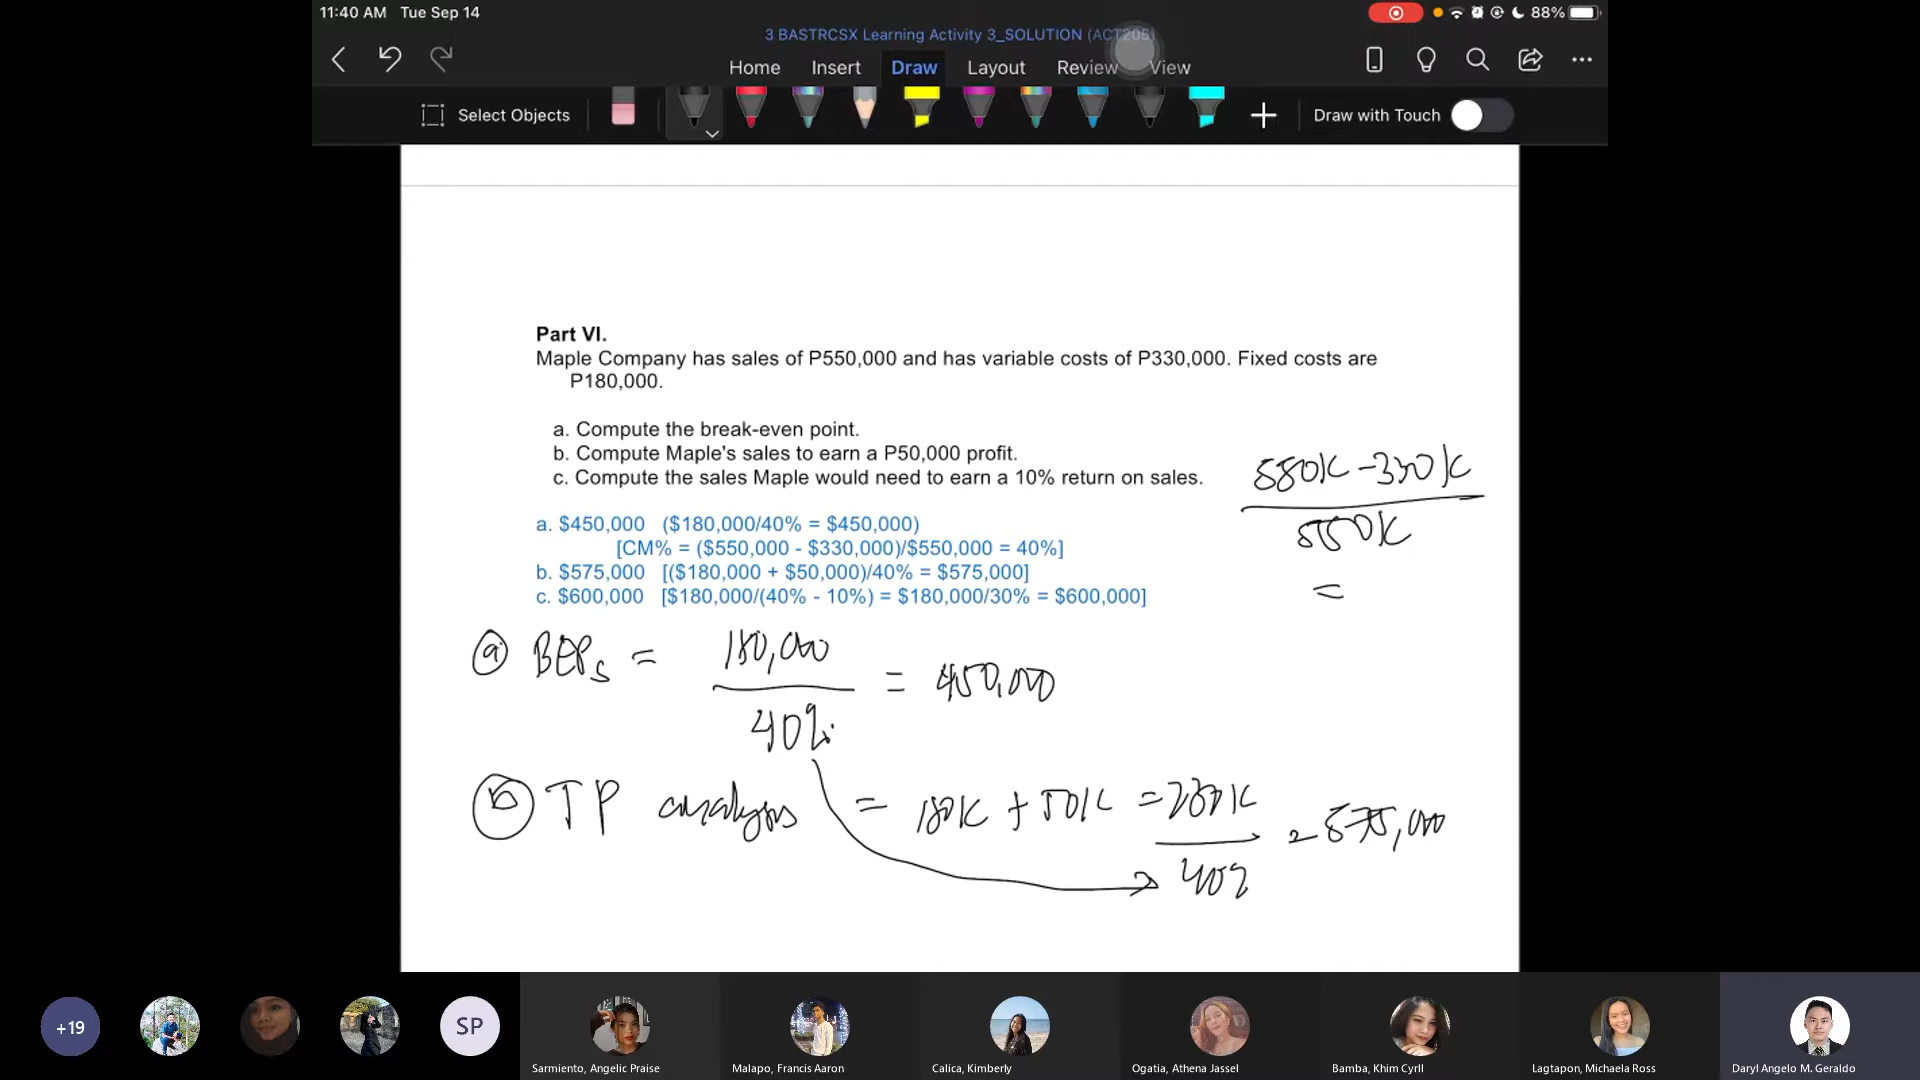 11:40 AM Tue Sep 14
88%
3 BASTRCSX Learning Activity 3_SOLUTION (ACT205)
Home Insert Draw Layout Review View
Select Objects
Draw with Touch
Part VI.
Maple Company has sales of P550,000 and has variable costs of P330,000. Fixed costs are
P180,000.
a. Compute the break-even point.
b. Compute Maple's sales to earn a P50,000 profit.
c. Compute the sales Maple would need to earn a 10% return on sales.
550K - 330K
550K
=
a. $450,000 ($180,000/40% = $450,000)
[CM% = ($550,000 - $330,000)/$550,000 = 40%]
b. $575,000 [($180,000 + $50,000)/40% = $575,000]
c. $600,000 [$180,000/(40% - 10%) = $180,000/30% = $600,000]
a BEPs = 180,000 = 450,000
40%
b TP analysis = 180K + 50K = 230K = 575,000
40%
+19
SP
Sarmiento, Angelic Praise
Malapo, Francis Aaron
Calica, Kimberly
Ogatia, Athena Jassel
Bamba, Khim Cyrll
Lagtapon, Michaela Ross
Daryl Angelo M. Geraldo